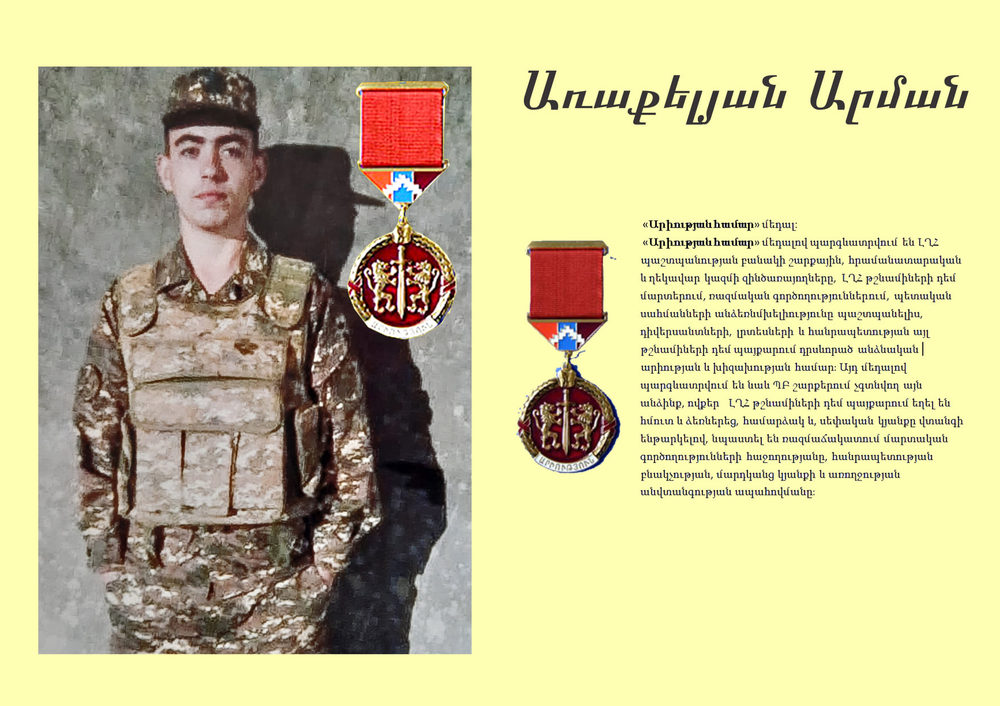 Առաքելյան Արման
«Արիության համար» մեդալ:
«Արիության համար» մեդալով պարգևատրվում են ԼՂՀ
պաշտպանության բանակի շարքային, հրամանատարական
և ղեկավար կազմի զինծառայողները, ԼՂՀ թշնամիների դեմ
մարտերում, ռազմական գործողություններում, պետական
սահմանների անձեռնմխելիությունը պաշտպանելիս,
դիվերսանտների, լրտեսների և հանրապետության այլ
թշնամիների դեմ պայքարում դրսևորած անձնական
արիության և խիզախության համար: Այդ մեդալով
պարգևատրվում են նաև ՊԲ շարքերում չգտնվող այն
անձինք, ովքեր ԼՂՀ թշնամիների դեմ պայքարում եղել են
հմուտ և ձեռներեց, համարձակ և, սեփական կյանքը վտանգի
ենթարկելով, նպաստել են ռազմաճակատում մարտական
գործողությունների հաջողությանը, հանրապետության
բնակչության, մարդկանց կյանքի և առողջության
անվտանգության ապահովմանը:
ԱՐԻՈՒԹՅՈՒՆ
ԱՐԻՈՒԹՅՈՒՆ